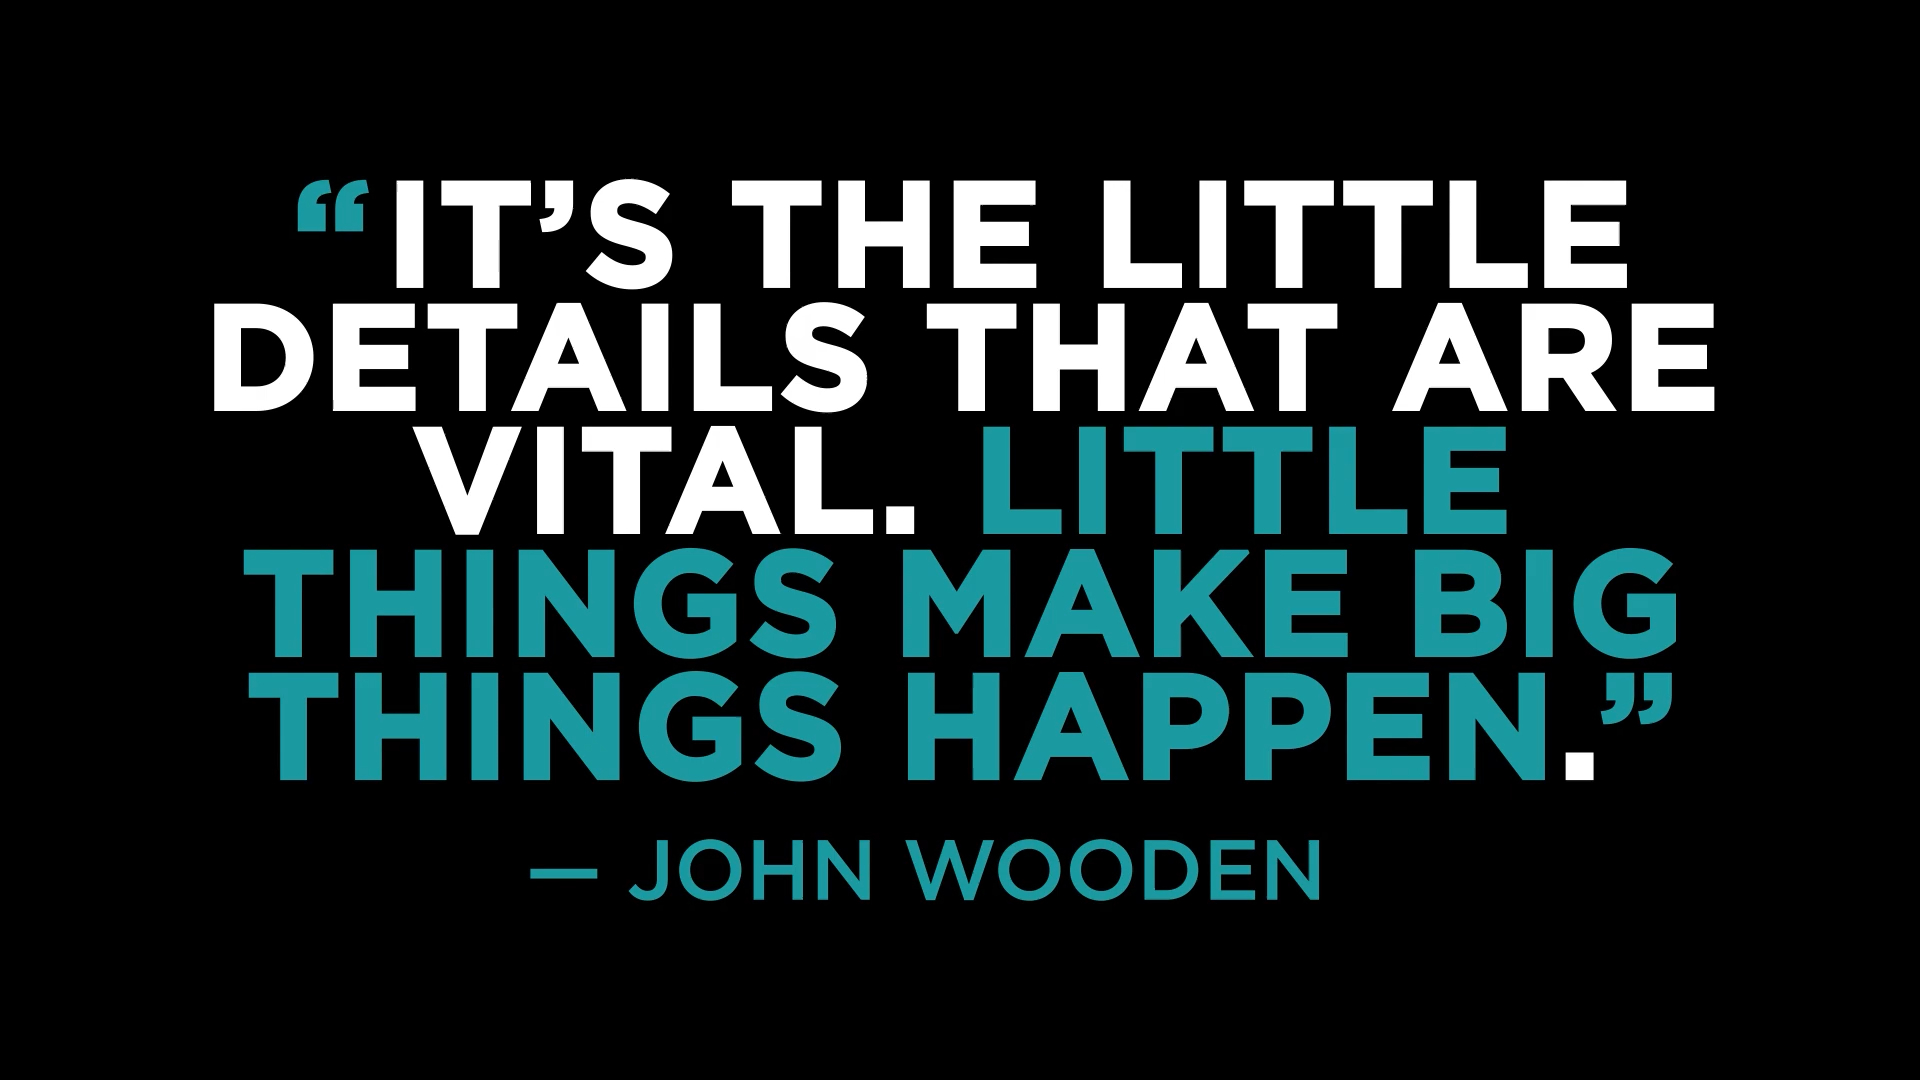 “IT’S THE LITTLE
DETAILS THAT ARE
VITAL. LITTLE
THINGS MAKE BIG
THINGS HAPPEN.”
— JOHN WOODEN